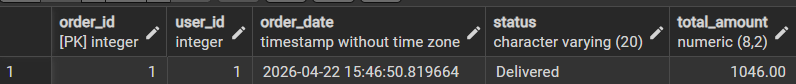 order_id user_id order_date status total_amount
[PK] integer integer timestamp without time zone character varying (20) numeric (8,2)
1 1 1 2026-04-22 15:46:50.819664 Delivered 1046.00